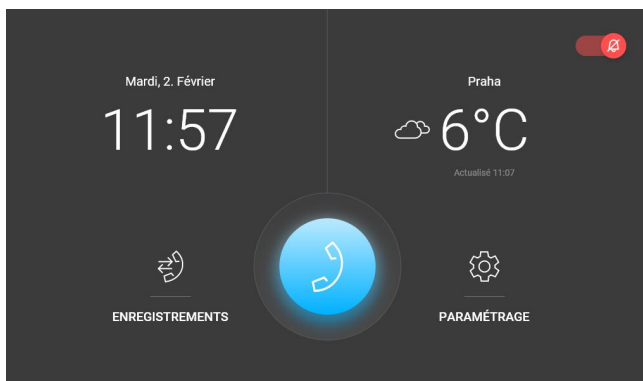 Mardi, 2. Février
11:57
Praha
6°C
Actualisé 11:07
ENREGISTREMENTS
PARAMÉTRAGE